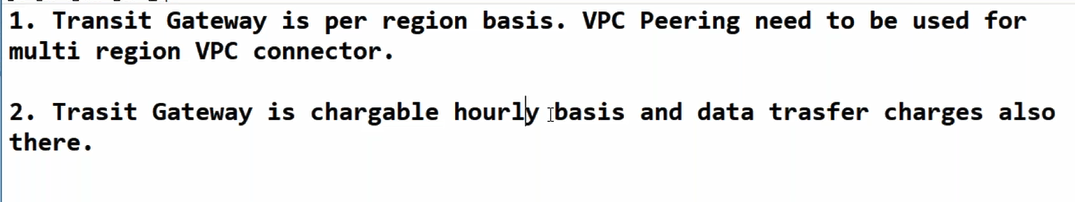 1. Transit Gateway is per region basis. VPC Peering need to be used for
multi region VPC connector.
2. Trasit Gateway is chargable hourly basis and data trasfer charges also
there.